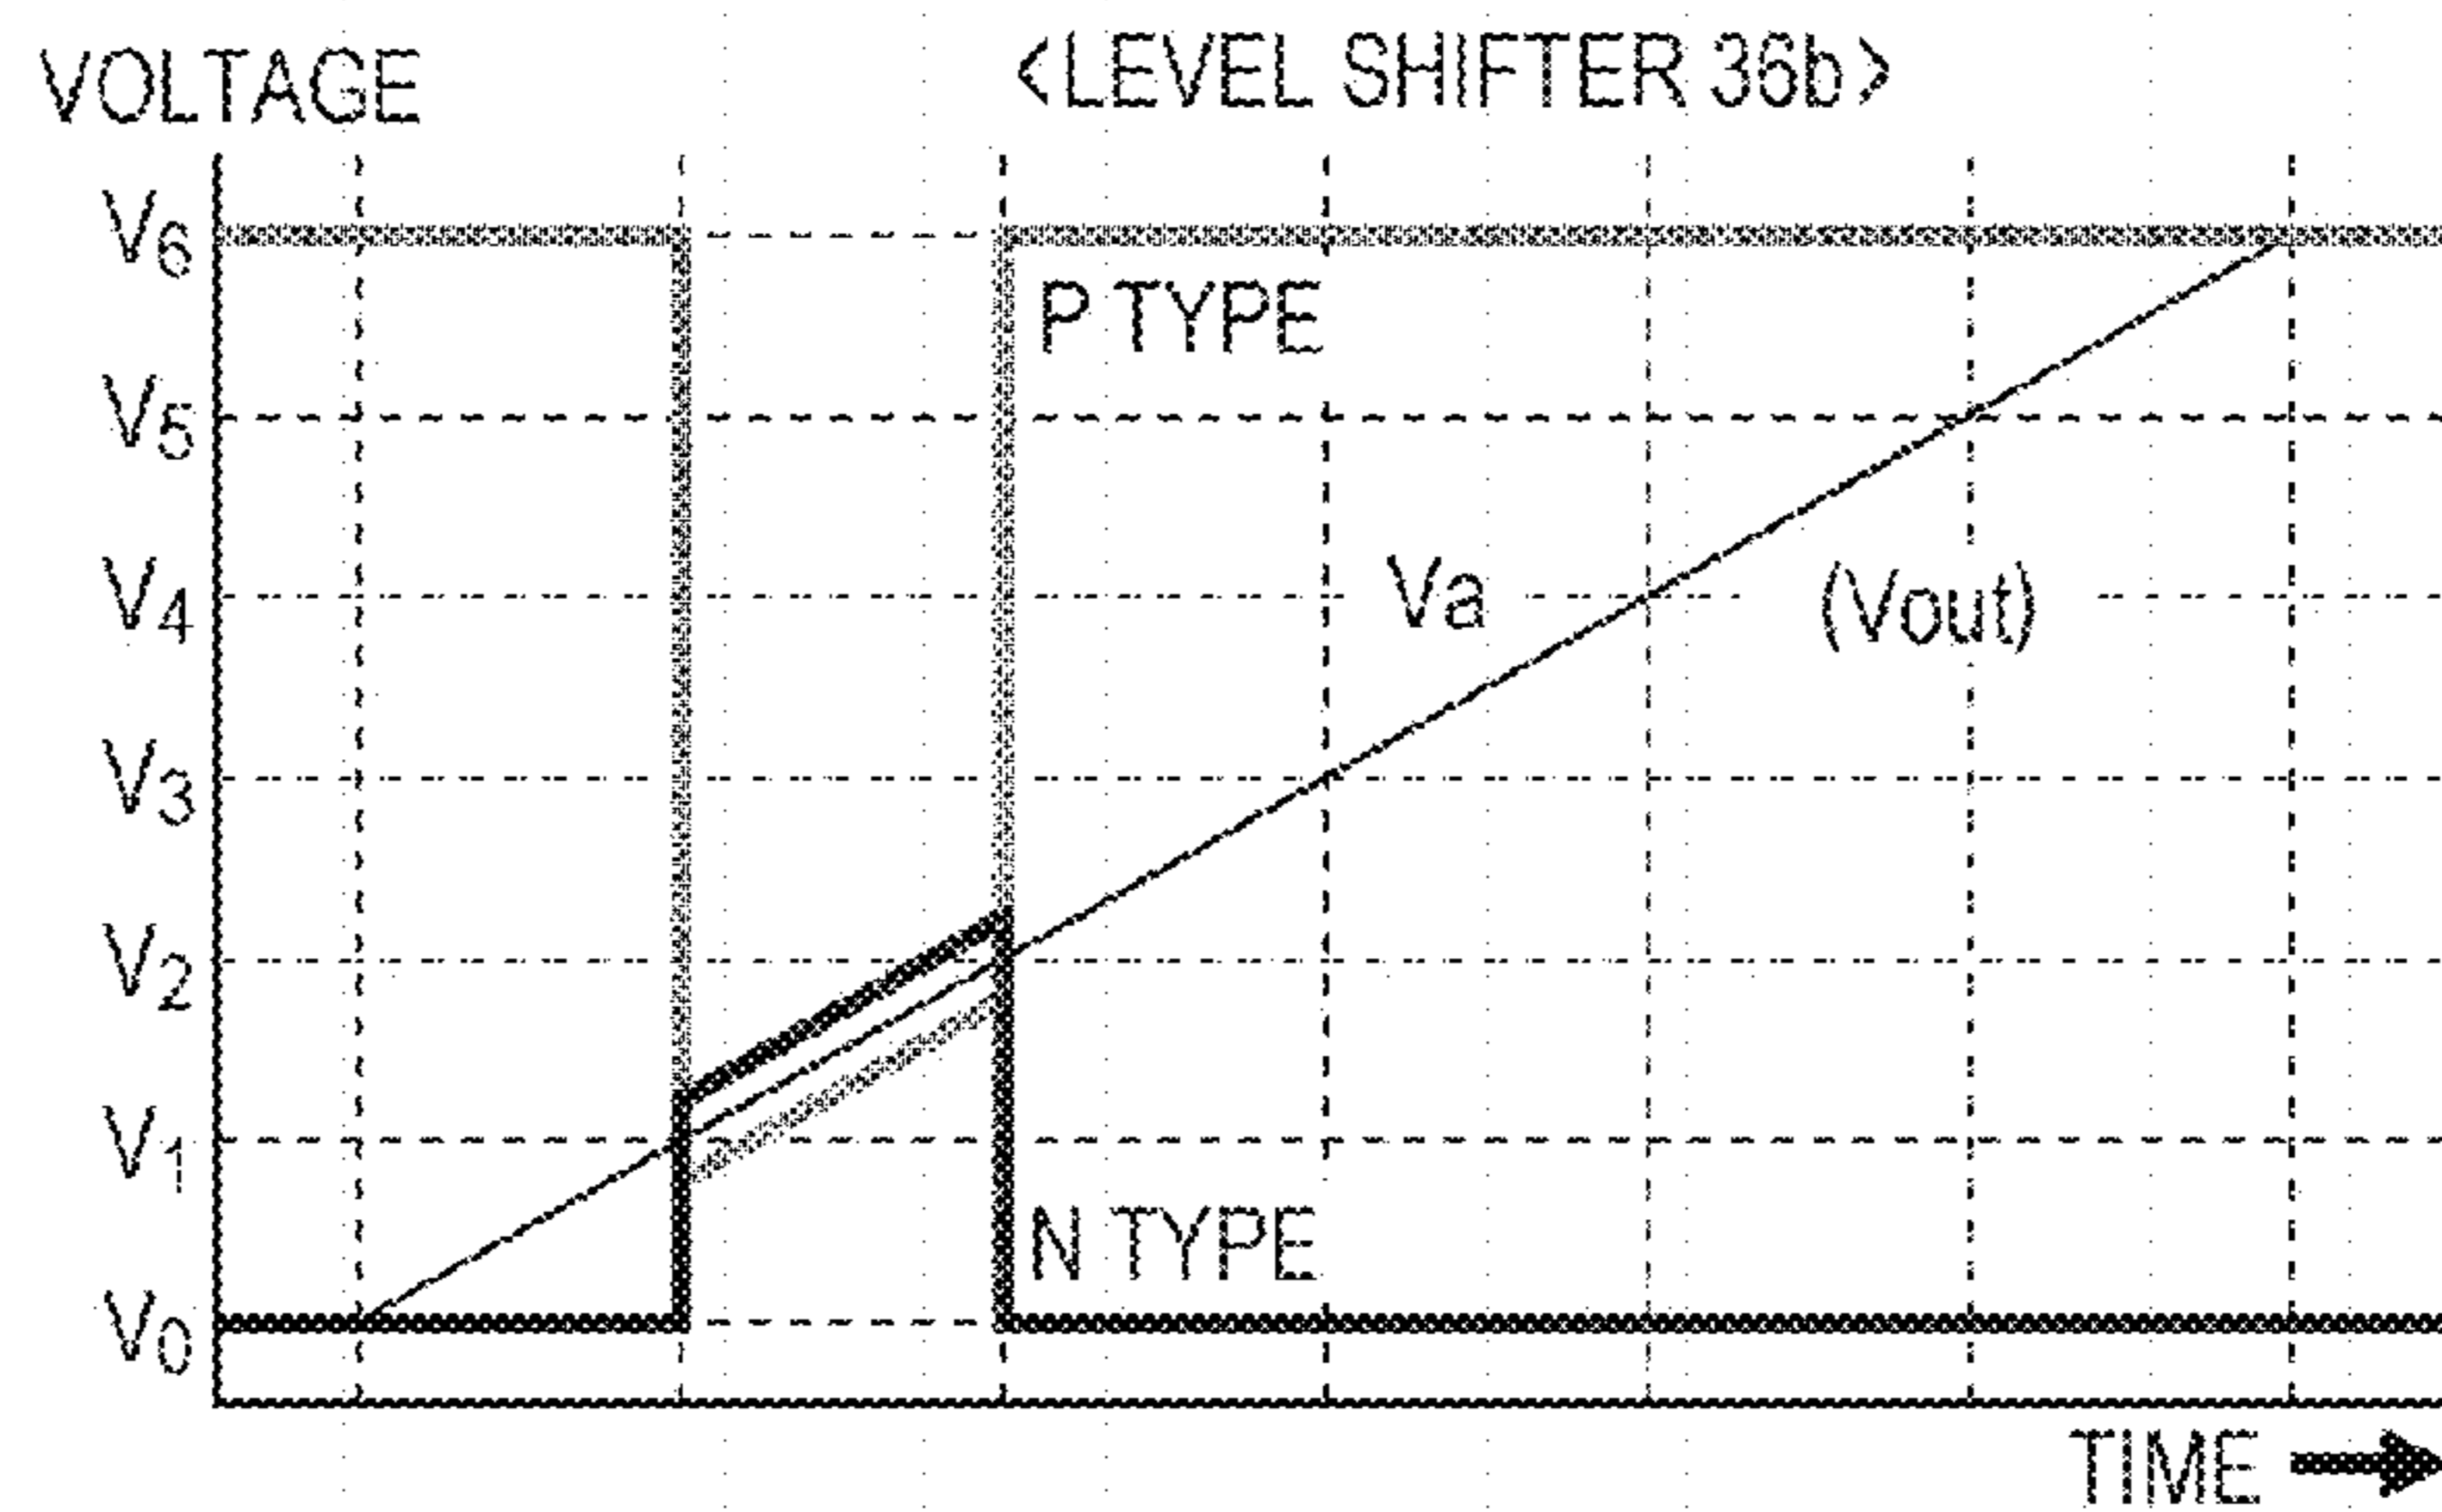 VOLTAGE
<LEVEL SHIFTER 36b>
V6
P TYPE
V5
V4
Va
(Vout)
V3
V2
V1
N TYPE
V0
TIME